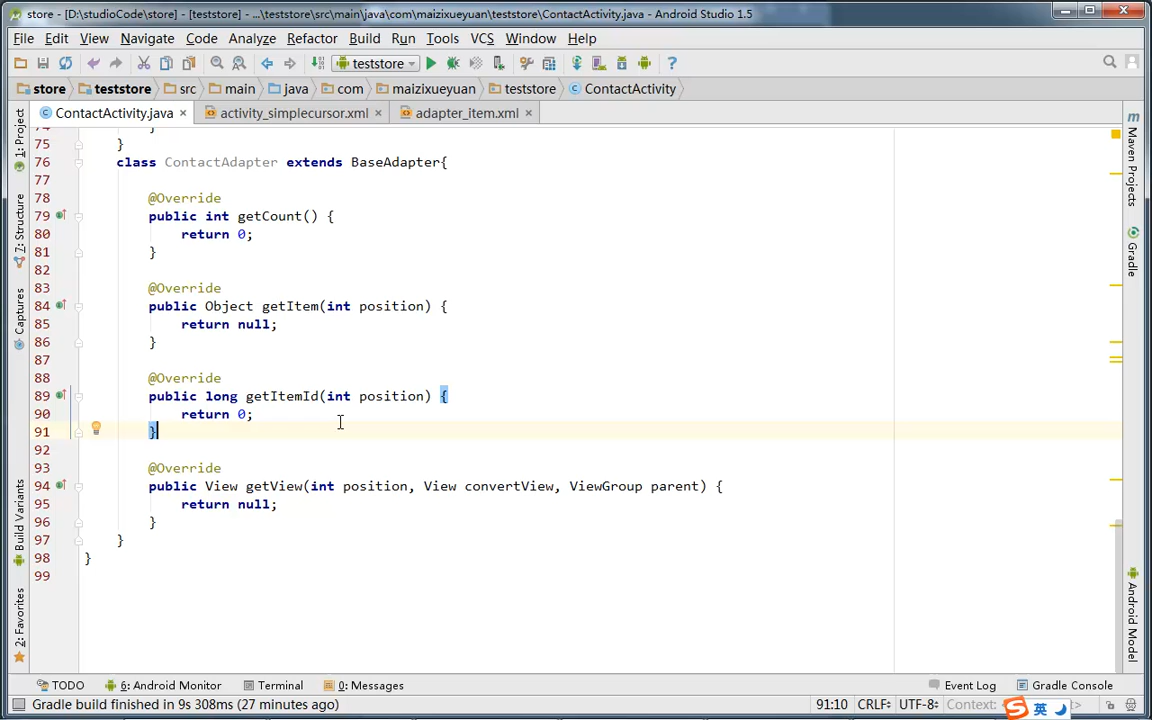 store - [D:\studioCode\store] - [teststore] - ...\teststore\src\main\java\com\maizixueyuan\teststore\ContactActivity.java - Android Studio 1.5
File Edit View Navigate Code Analyze Refactor Build Run Tools VCS Window Help
teststore
store teststore src main java com maizixueyuan teststore ContactActivity
ContactActivity.java activity_simplecursor.xml adapter_item.xml
75 }
76 class ContactAdapter extends BaseAdapter{
77
78 @Override
79 public int getCount() {
80 return 0;
81 }
82
83 @Override
84 public Object getItem(int position) {
85 return null;
86 }
87
88 @Override
89 public long getItemId(int position) {
90 return 0;
91 }
92
93 @Override
94 public View getView(int position, View convertView, ViewGroup parent) {
95 return null;
96 }
97 }
98 }
99
1: Project
7: Structure
Captures
Build Variants
2: Favorites
Maven Projects
Gradle
Android Model
TODO 6: Android Monitor Terminal 0: Messages Event Log Gradle Console
Gradle build finished in 9s 308ms (27 minutes ago) 91:10 CRLF UTF-8 Context: 英